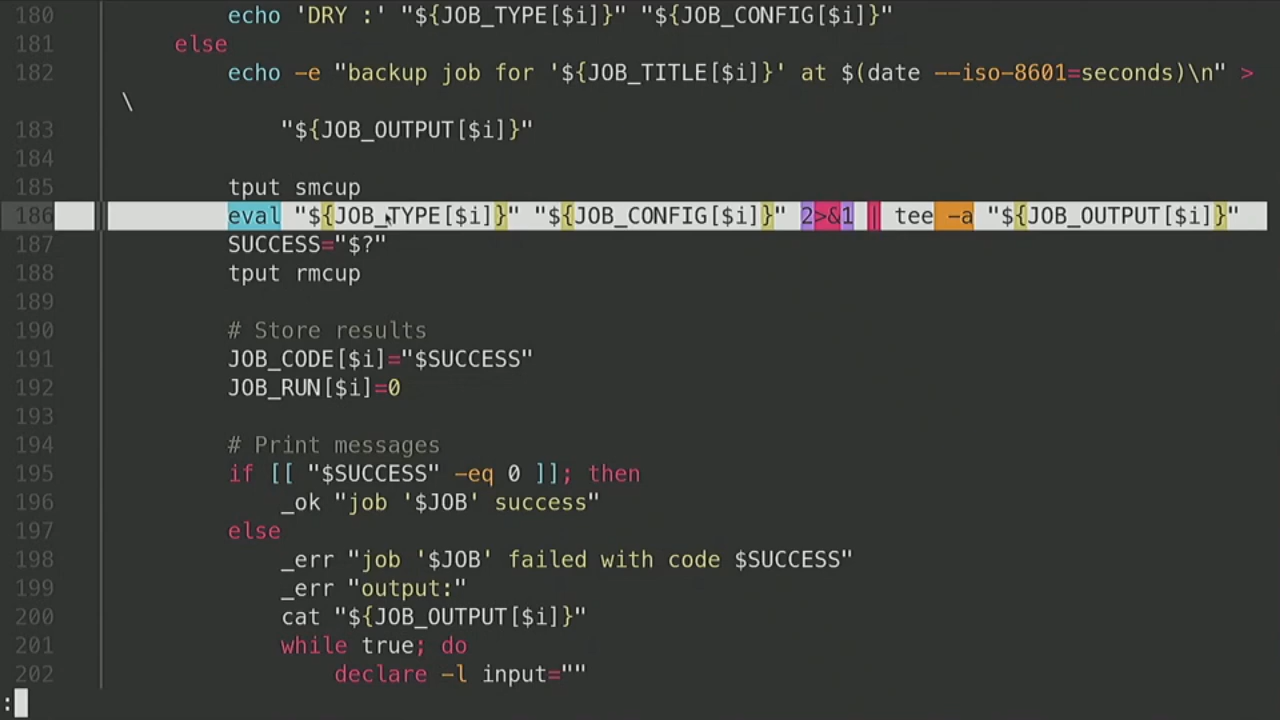 180 echo 'DRY :' "${JOB_TYPE[$i]}" "${JOB_CONFIG[$i]}"
181 else
182 echo -e "backup job for '${JOB_TITLE[$i]}' at $(date --iso-8601=seconds)\n" >
\
183 "${JOB_OUTPUT[$i]}"
184
185 tput smcup
186 eval "${JOB_TYPE[$i]}" "${JOB_CONFIG[$i]}" 2>&1 | tee -a "${JOB_OUTPUT[$i]}"
187 SUCCESS="$?"
188 tput rmcup
189
190 # Store results
191 JOB_CODE[$i]="$SUCCESS"
192 JOB_RUN[$i]=0
193
194 # Print messages
195 if [[ "$SUCCESS" -eq 0 ]]; then
196 _ok "job '$JOB' success"
197 else
198 _err "job '$JOB' failed with code $SUCCESS"
199 _err "output:"
200 cat "${JOB_OUTPUT[$i]}"
201 while true; do
202 declare -l input=""
: